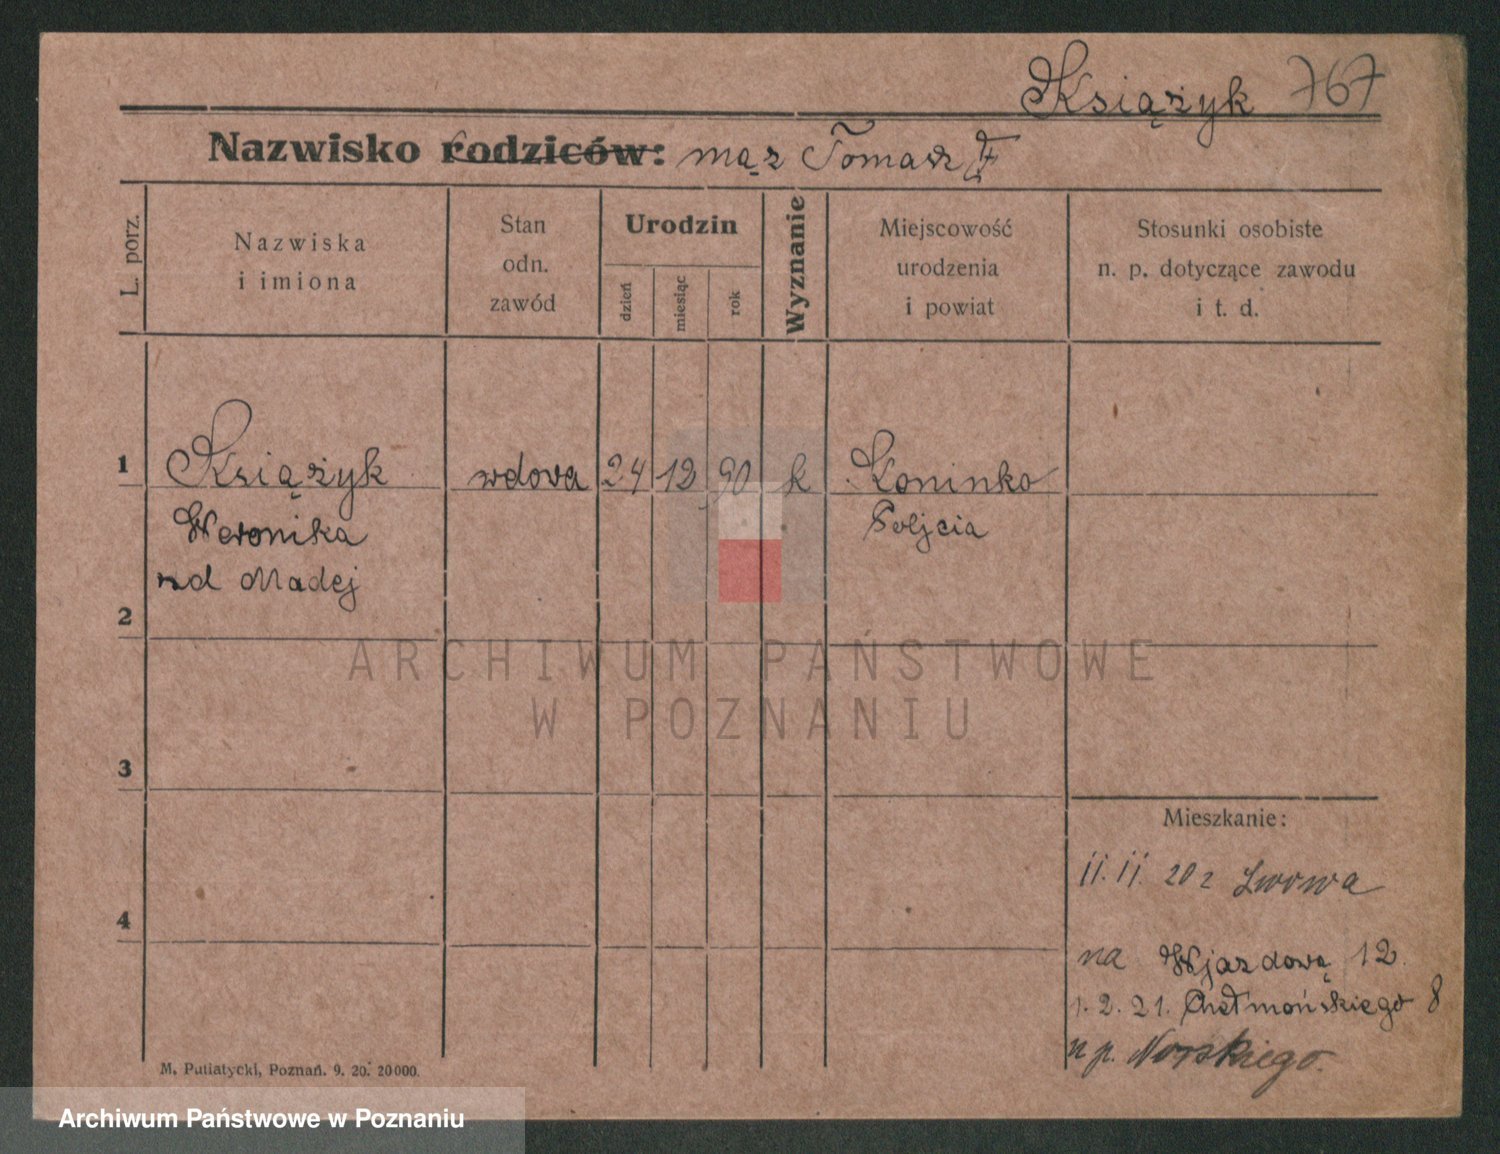 Książyk 767
Nazwisko rodziców: mąż Tomasz
L. porz.
Nazwiska
i imiona
Stan
odn.
zawód
Urodzin
dzień
miesiąc
rok
Wyznanie
Miejscowość
urodzenia
i powiat
Stosunki osobiste
n. p. dotyczące zawodu
i t. d.
1 Książyk wdowa 24 12 90 k Koninko
Weronika
Madej
2
3
4
Mieszkanie:
11.11. 20 z Lwowa
na Wjazdową 12
1. 2. 21. Chełmońskiego 8
Norskiego.
M. Putiatycki, Poznań. 9. 20. 20000.
ARCHIWUM PAŃSTWOWE
W POZNANIU
Archiwum Państwowe w Poznaniu